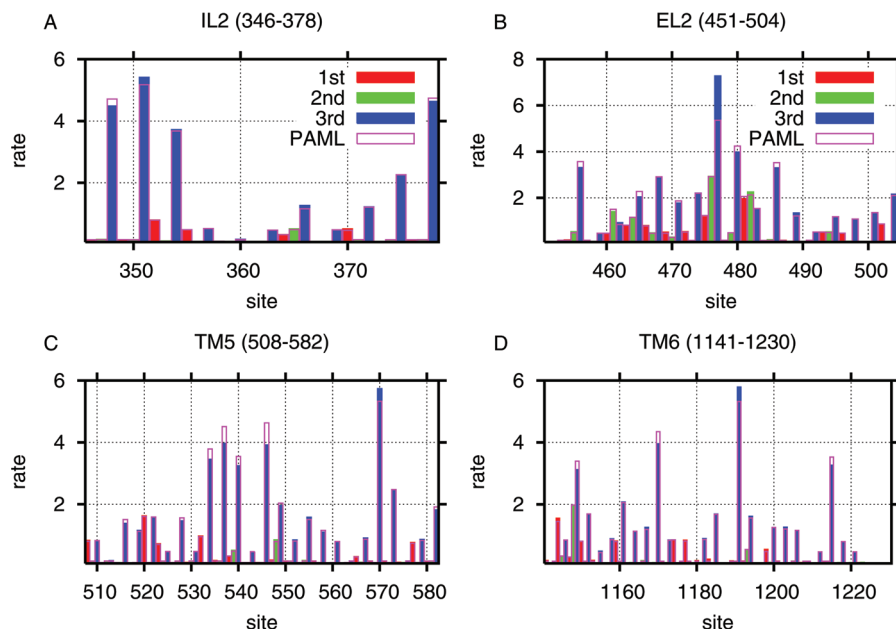 A IL2 (346-378)
6
4
2
rate
350 360 370
site
1st
2nd
3rd
PAML
B EL2 (451-504)
8
6
4
2
rate
460 470 480 490 500
site
1st
2nd
3rd
PAML
C TM5 (508-582)
6
4
2
rate
510 520 530 540 550 560 570 580
site
D TM6 (1141-1230)
6
4
2
rate
1160 1180 1200 1220
site